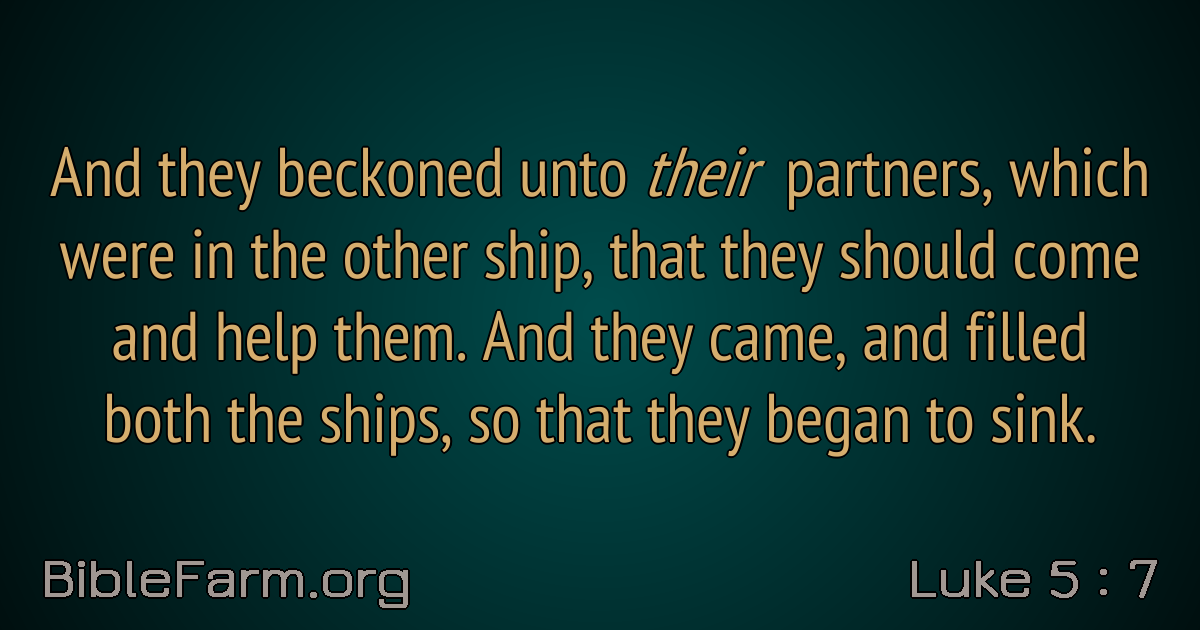 And they beckoned unto their partners, which
were in the other ship, that they should come
and help them. And they came, and filled
both the ships, so that they began to sink.
BibleFarm.org
Luke 5 : 7